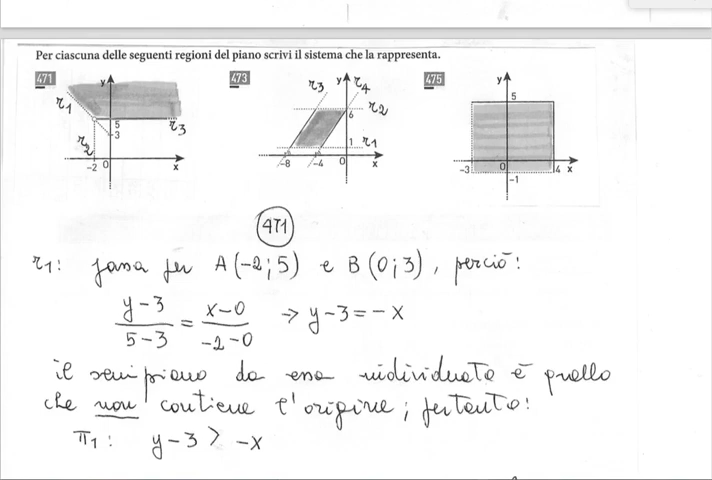 Per ciascuna delle seguenti regioni del piano scrivi il sistema che la rappresenta.
471
y
r1
5
3
r3
r2
-2
0
x
473
r3
y
r4
r2
6
1
r1
-8
-4
0
x
475
y
5
-3
0
4
x
-1
471
r1: passa per A(-2;5) e B(0;3), perciò:
y-3/5-3 = x-0/-2-0 → y-3=-x
il semipiano da essa individuato è quello
che non contiene l'origine; pertanto:
π1: y-3 > -x